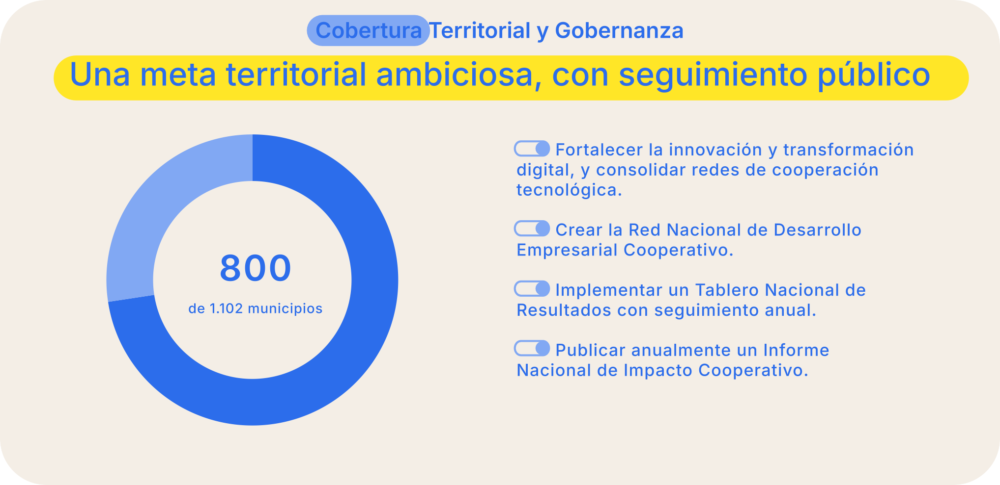 Cobertura Territorial y Gobernanza
Una meta territorial ambiciosa, con seguimiento público
800
de 1.102 municipios
Fortalecer la innovación y transformación
digital, y consolidar redes de cooperación
tecnológica.
Crear la Red Nacional de Desarrollo
Empresarial Cooperativo.
Implementar un Tablero Nacional de
Resultados con seguimiento anual.
Publicar anualmente un Informe
Nacional de Impacto Cooperativo.